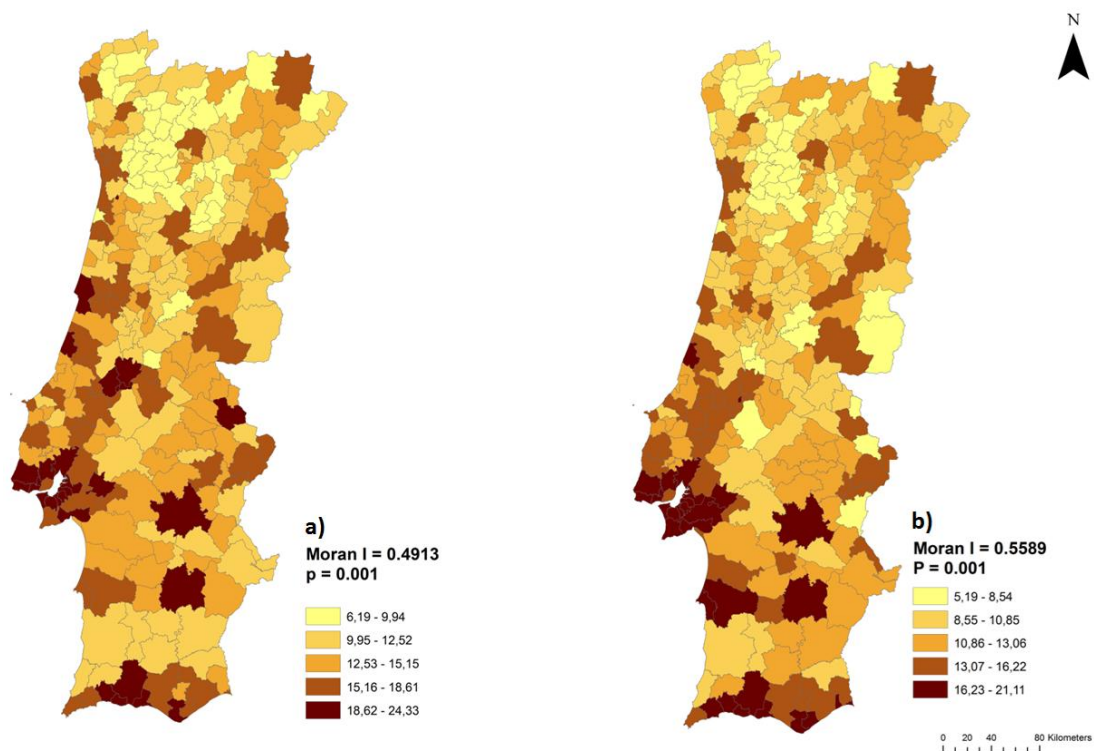 N
a)
Moran I = 0.4913
p = 0.001
6,19 - 9,94
9,95 - 12,52
12,53 - 15,15
15,16 - 18,61
18,62 - 24,33
b)
Moran I = 0.5589
P = 0.001
5,19 - 8,54
8,55 - 10,85
10,86 - 13,06
13,07 - 16,22
16,23 - 21,11
0 20 40 80 Kilometers